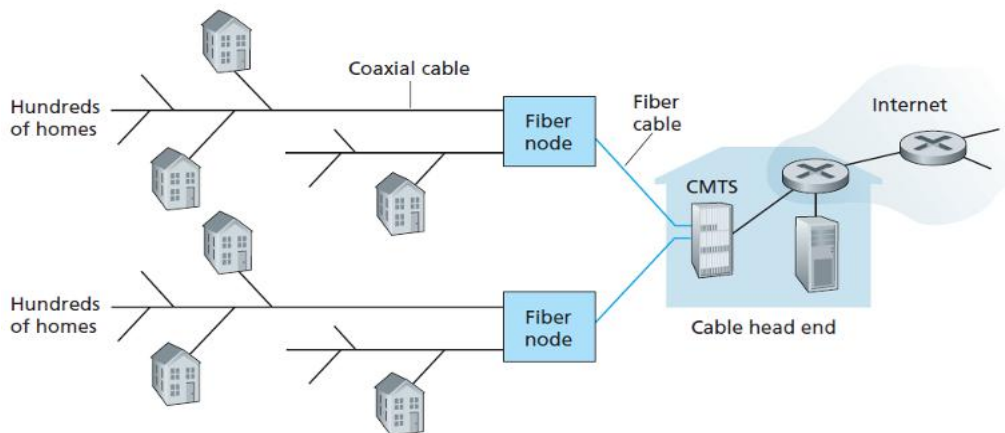 Coaxial cable
Hundreds
of homes
Fiber
node
Fiber
cable
Internet
CMTS
Hundreds
of homes
Fiber
node
Cable head end